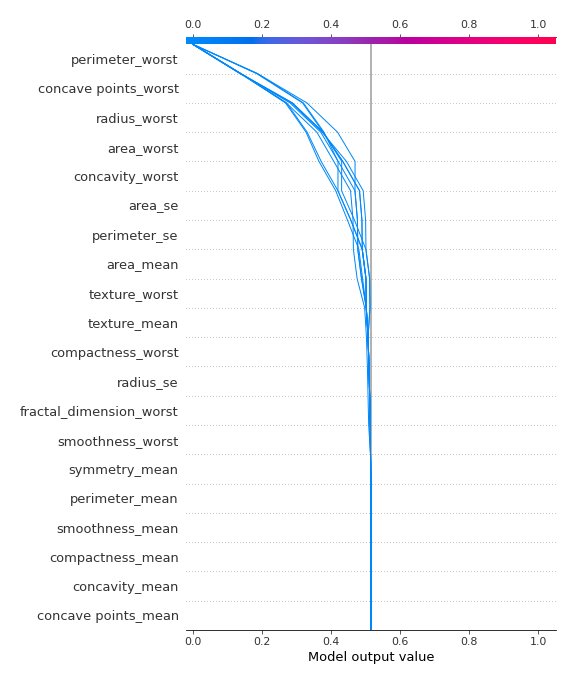 0.0 0.2 0.4 0.6 0.8 1.0
perimeter_worst
concave points_worst
radius_worst
area_worst
concavity_worst
area_se
perimeter_se
area_mean
texture_worst
texture_mean
compactness_worst
radius_se
fractal_dimension_worst
smoothness_worst
symmetry_mean
perimeter_mean
smoothness_mean
compactness_mean
concavity_mean
concave points_mean
0.0 0.2 0.4 0.6 0.8 1.0
Model output value